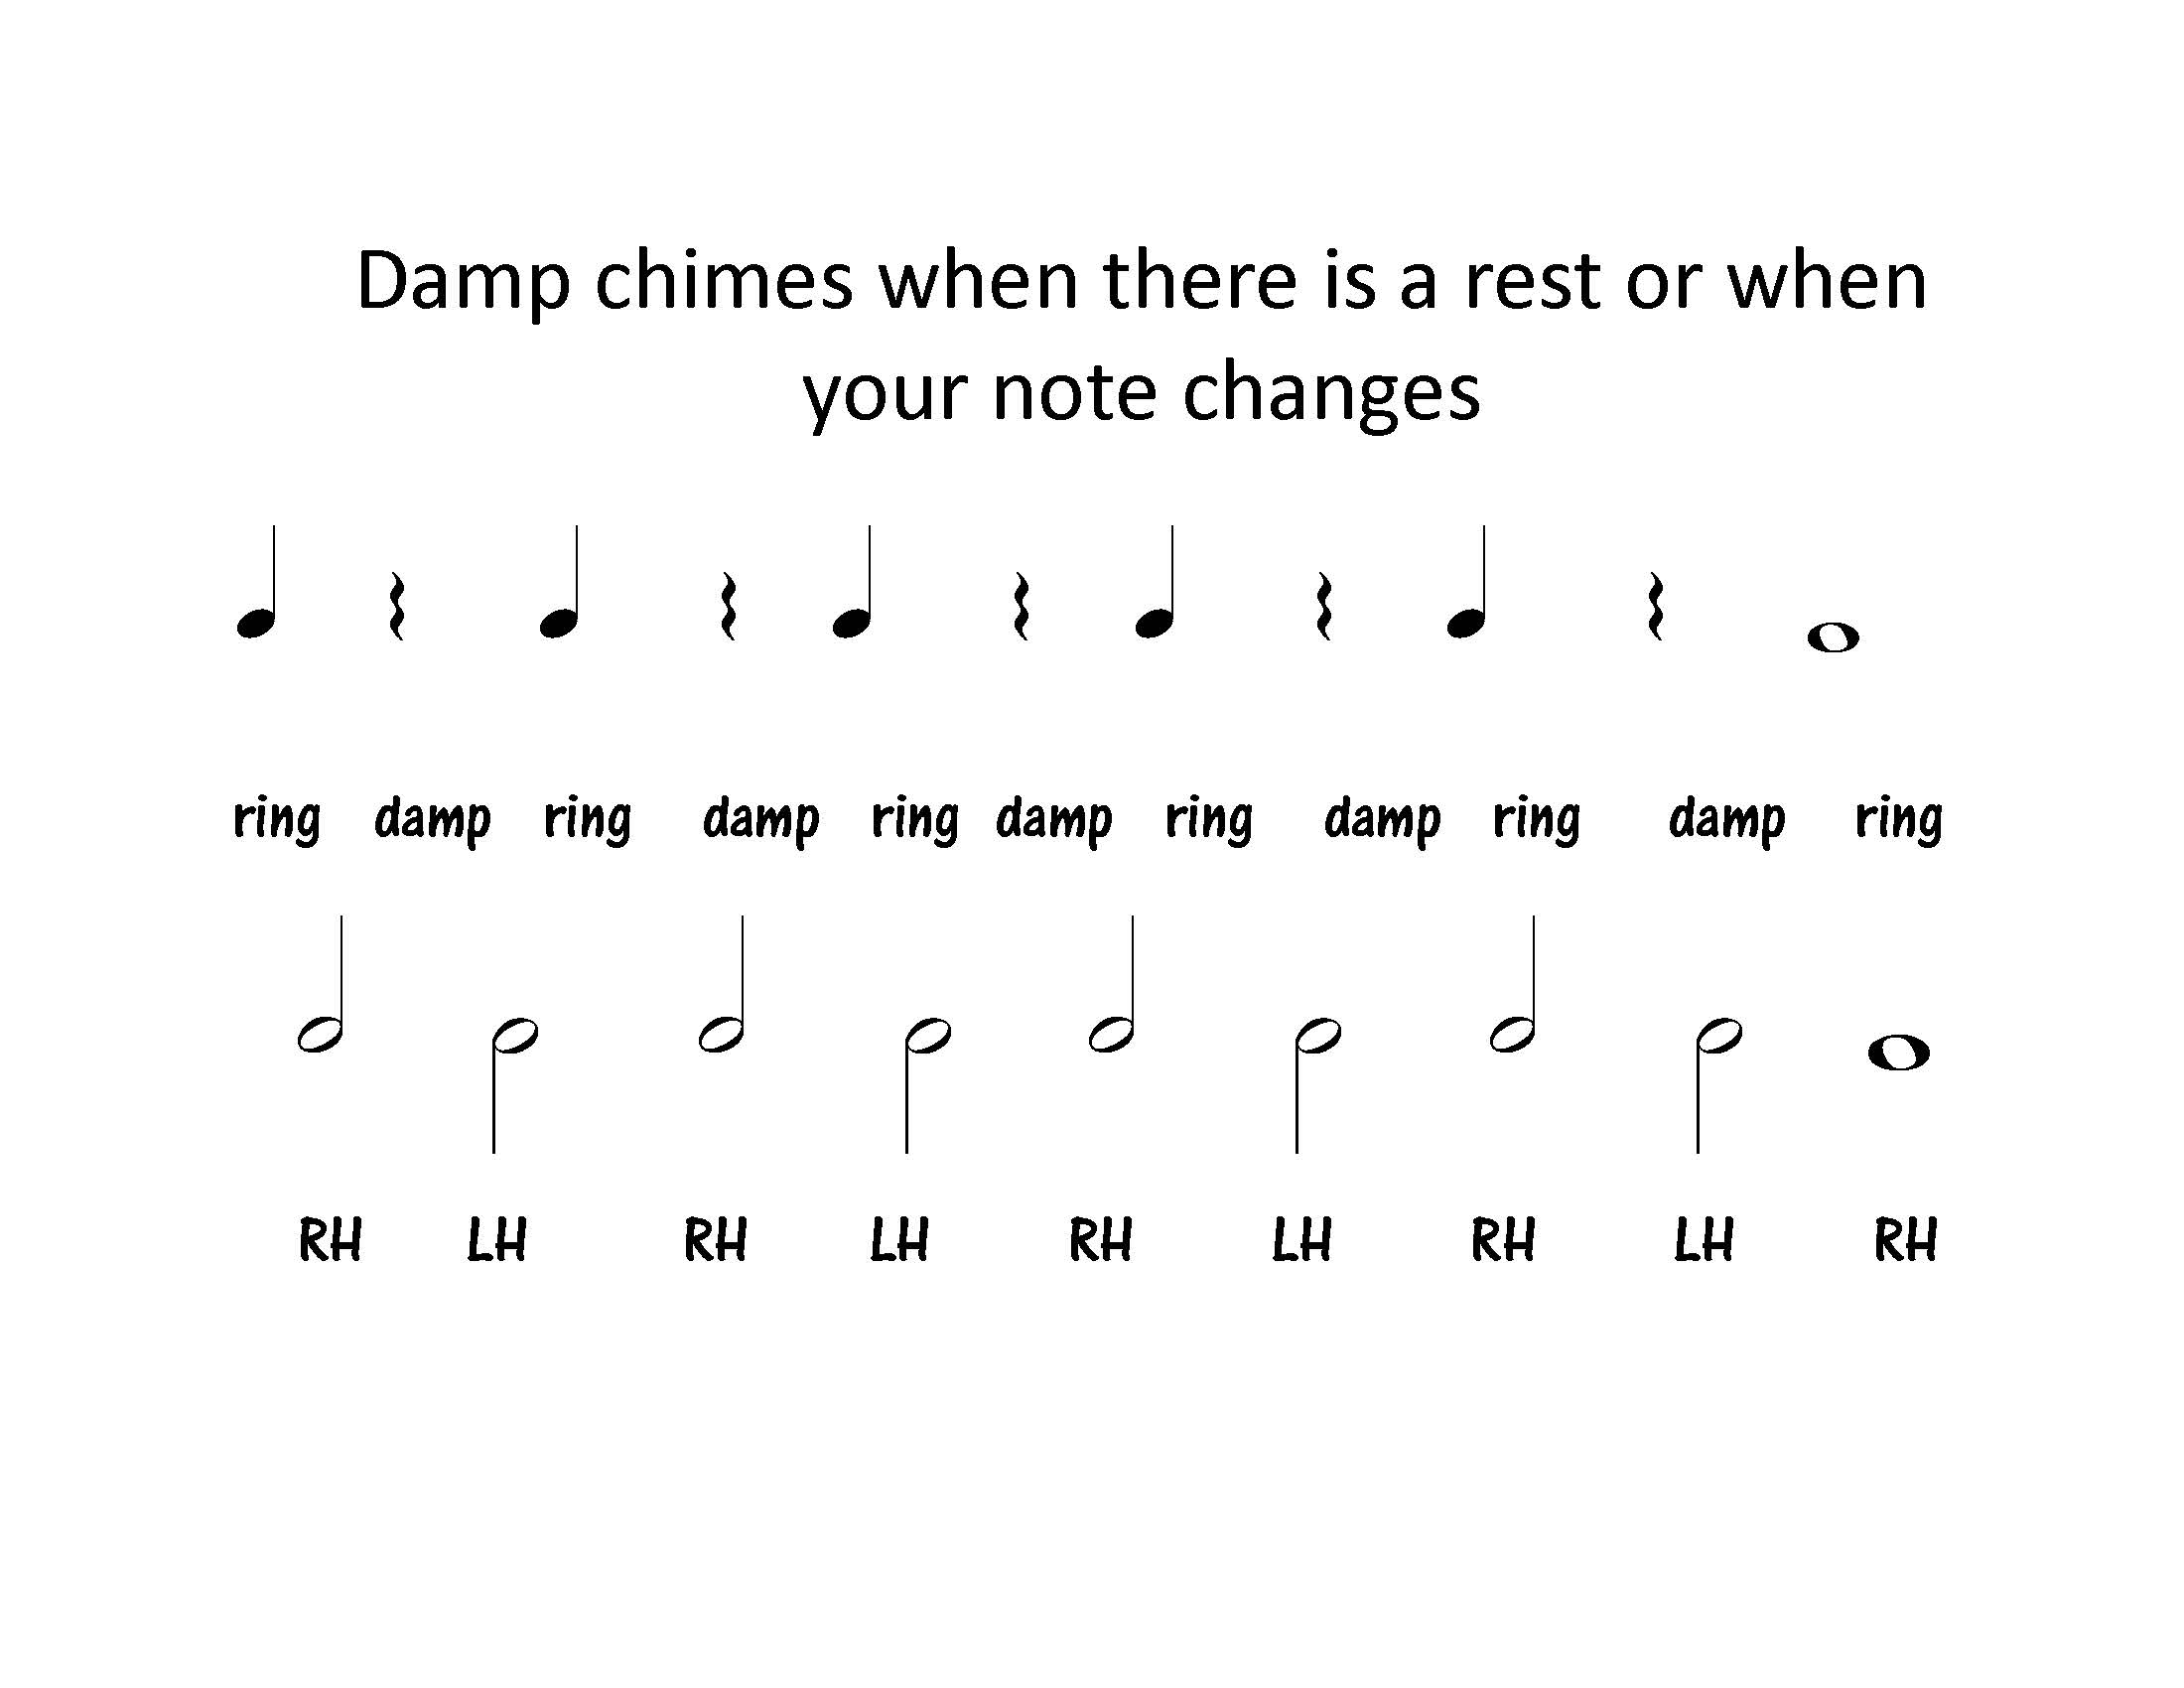 Damp chimes when there is a rest or when
your note changes
ring damp ring damp ring damp ring damp ring damp ring
RH LH RH LH RH LH RH LH RH